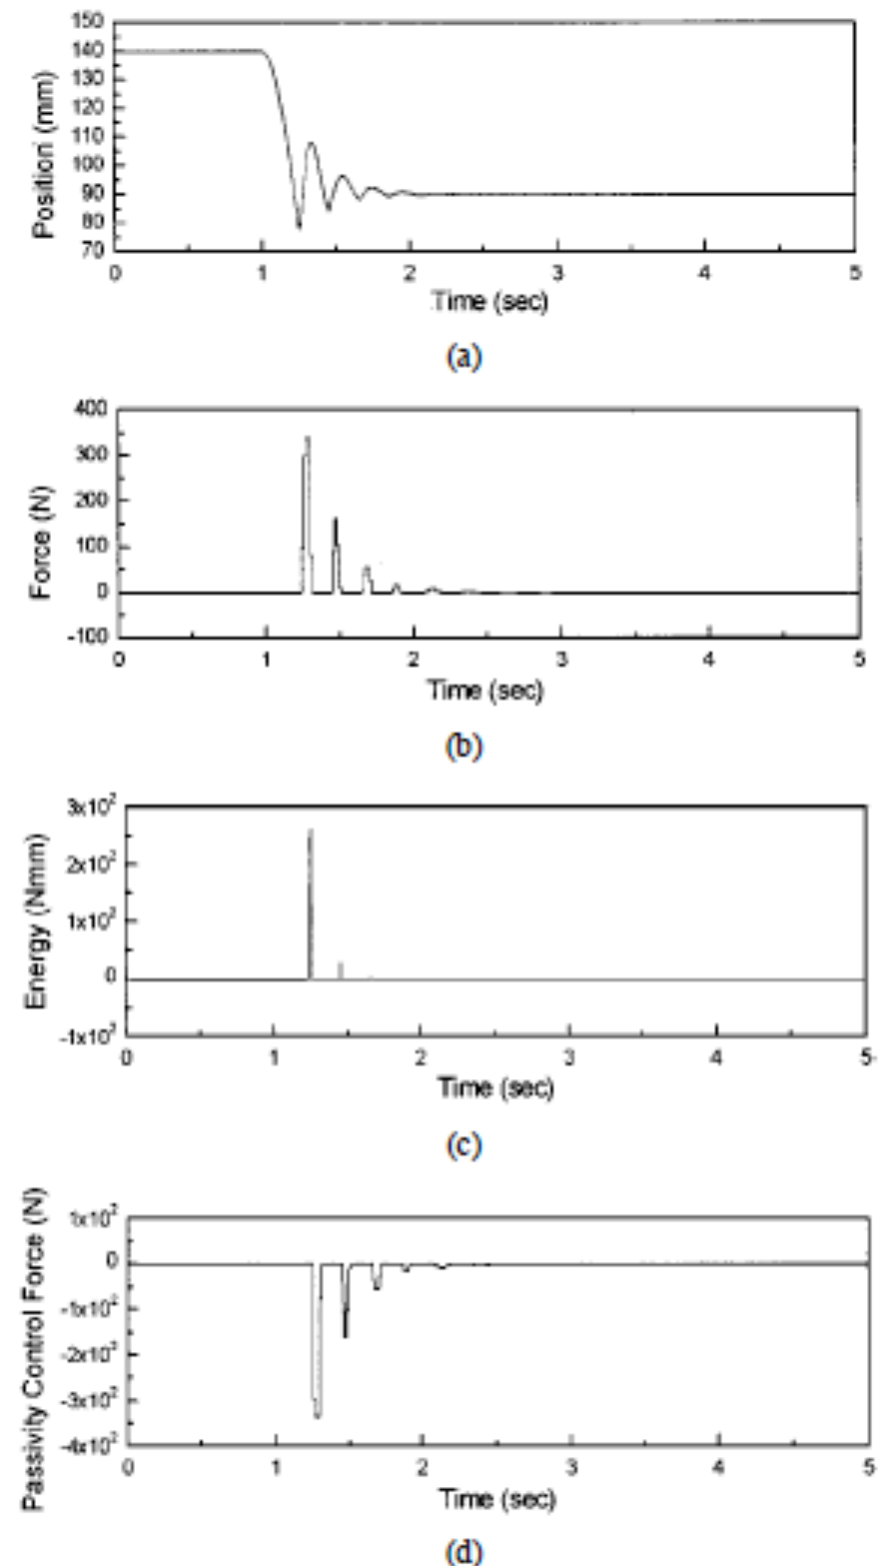 150
140
130
120
110
100
90
80
70
Position (mm)
0 1 2 3 4 5
Time (sec)
(a)
400
300
200
100
0
-100
Force (N)
0 1 2 3 4 5
Time (sec)
(b)
3x10²
2x10²
1x10²
0
-1x10²
Energy (Nmm)
0 1 2 3 4 5
Time (sec)
(c)
1x10²
0
-1x10²
-2x10²
-3x10²
-4x10²
Passivity Control Force (N)
0 1 2 3 4 5
Time (sec)
(d)